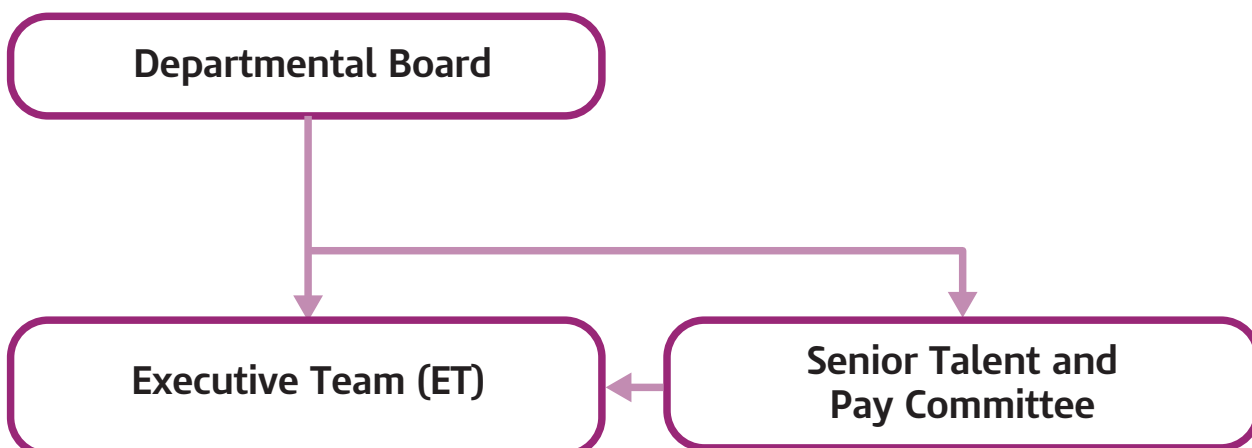 Departmental Board
Executive Team (ET)
Senior Talent and
Pay Committee